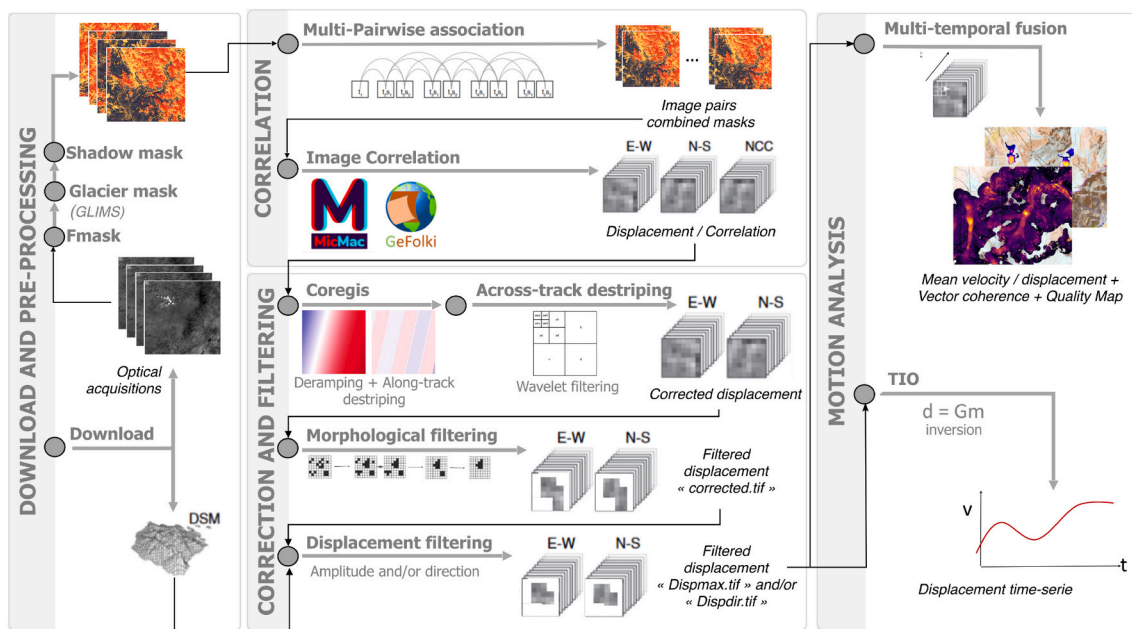 DOWNLOAD AND PRE-PROCESSING
Shadow mask
Glacier mask
(GLIMS)
Fmask
Optical
acquisitions
Download
DSM
CORRELATION
Multi-Pairwise association
Image pairs
combined masks
Image Correlation
MicMac
GeFolki
E-W N-S NCC
Displacement / Correlation
CORRECTION AND FILTERING
Coregis
Deramping + Along-track
destriping
Across-track destriping
Wavelet filtering
E-W N-S
Corrected displacement
Morphological filtering
E-W N-S
Filtered
displacement
« corrected.tif »
Displacement filtering
Amplitude and/or direction
E-W N-S
Filtered
displacement
« Dispmax.tif » and/or
« Dispdir.tif »
MOTION ANALYSIS
Multi-temporal fusion
Mean velocity / displacement +
Vector coherence + Quality Map
TIO
d = Gm
inversion
v
t
Displacement time-serie